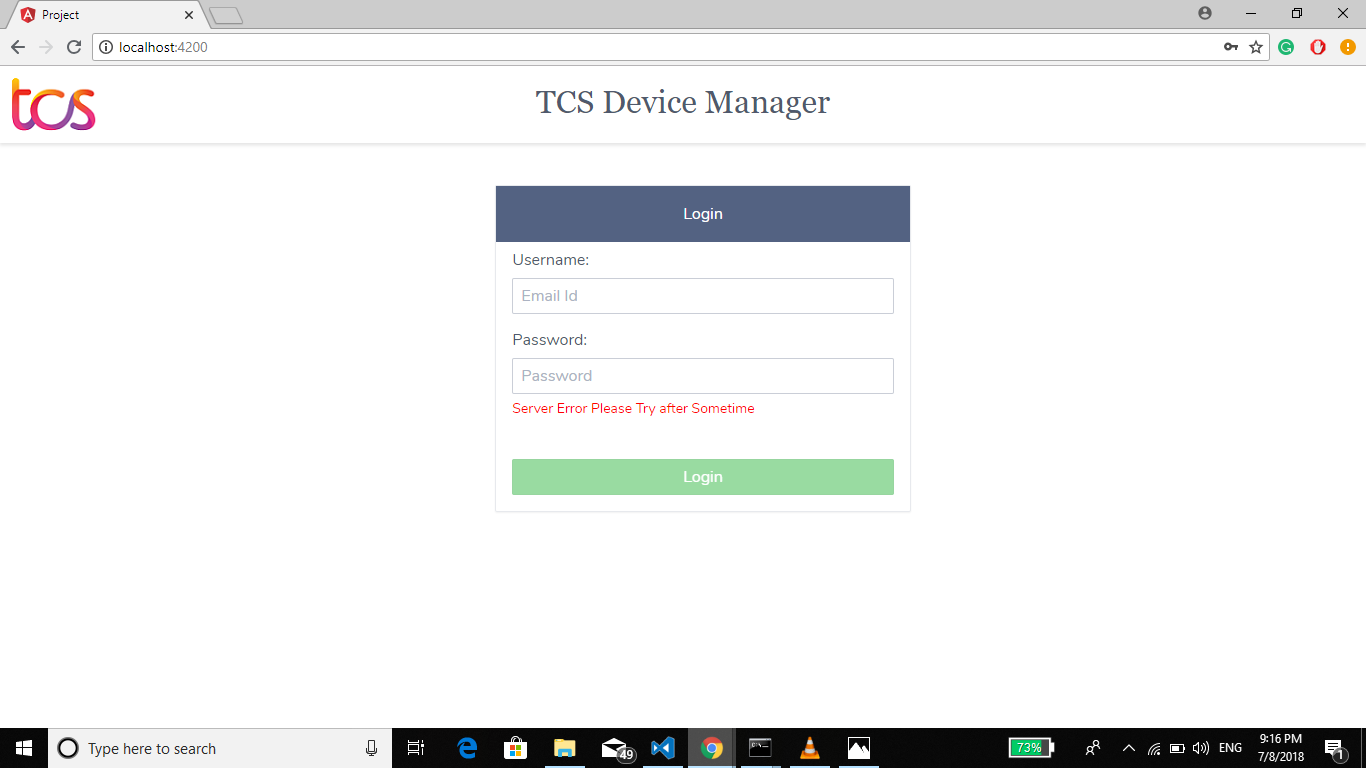 Project
localhost:4200
tcs
TCS Device Manager
Login
Username:
Email Id
Password:
Password
Server Error Please Try after Sometime
Login
Type here to search
49
73%
ENG
9:16 PM
7/8/2018
1